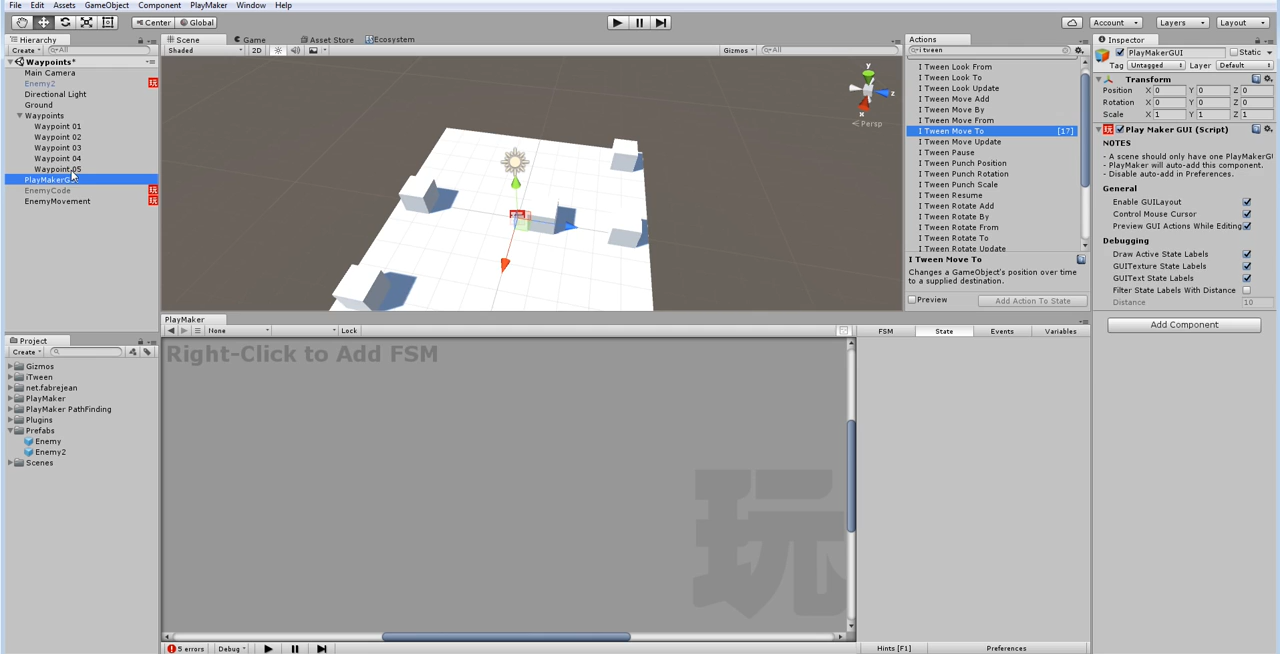 File Edit Assets GameObject Component PlayMaker Window Help
Center Global Account Layers Layout
Hierarchy
Create All
Waypoints*
Main Camera
Enemy2
Directional Light
Ground
Waypoints
Waypoint 01
Waypoint 02
Waypoint 03
Waypoint 04
Waypoint 05
PlayMakerG
EnemyCode
EnemyMovement
Project
Create
Gizmos
iTween
net.fabrejean
PlayMaker
PlayMaker PathFinding
Plugins
Prefabs
Enemy
Enemy2
Scenes
Scene Game Asset Store Ecosystem
Shaded 2D Gizmos All
y
z
x
Persp
PlayMaker
None Lock
Right-Click to Add FSM
玩
5 errors Debug
Actions
i tween
I Tween Look From
I Tween Look To
I Tween Look Update
I Tween Move Add
I Tween Move By
I Tween Move From
I Tween Move To [17]
I Tween Move Update
I Tween Pause
I Tween Punch Position
I Tween Punch Rotation
I Tween Punch Scale
I Tween Resume
I Tween Rotate Add
I Tween Rotate By
I Tween Rotate From
I Tween Rotate To
I Tween Rotate Update
I Tween Move To
Changes a GameObject's position over time
to a supplied destination.
Preview Add Action To State
FSM State Events Variables
Hints [F1] Preferences
Inspector
PlayMakerGUI Static
Tag Untagged Layer Default
Transform
Position X 0 Y 0 Z 0
Rotation X 0 Y 0 Z 0
Scale X 1 Y 1 Z 1
Play Maker GUI (Script)
NOTES
- A scene should only have one PlayMakerGU
- PlayMaker will auto-add this component.
- Disable auto-add in Preferences.
General
Enable GUILayout
Control Mouse Cursor
Preview GUI Actions While Editing
Debugging
Draw Active State Labels
GUITexture State Labels
GUIText State Labels
Filter State Labels With Distance
Distance 10
Add Component